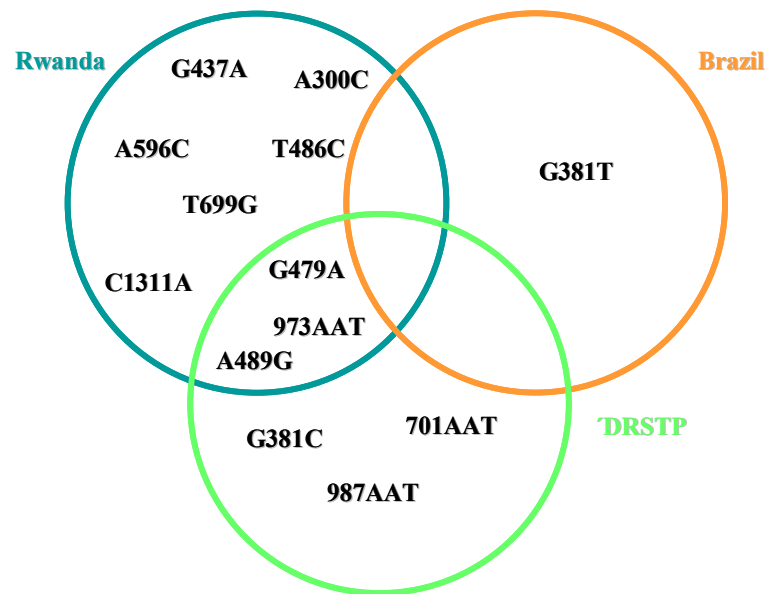 Rwanda
Brazil
G437A
A300C
A596C
T486C
G381T
T699G
G479A
C1311A
973AAT
A489G
701AAT
´DRSTP
G381C
987AAT